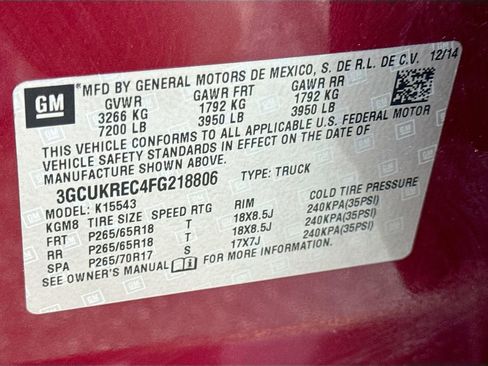 GM
MFD BY GENERAL MOTORS DE MEXICO, S. DE R.L. DE C.V. 12/14
GVWR GAWR FRT GAWR RR
3266 KG 1792 KG 1792 KG
7200 LB 3950 LB 3950 LB
THIS VEHICLE CONFORMS TO ALL APPLICABLE U.S. FEDERAL MOTOR
VEHICLE SAFETY STANDARDS IN EFFECT ON THE DATE OF
MANUFACTURE SHOWN ABOVE.
3GCUKREC4FG218806 TYPE: TRUCK
MODEL: K15543
KGM8 TIRE SIZE SPEED RTG RIM COLD TIRE PRESSURE
FRT P265/65R18 T 18X8.5J 240KPA(35PSI)
RR P265/65R18 T 18X8.5J 240KPA(35PSI)
SPA P265/70R17 S 17X7J 240KPA(35PSI)
SEE OWNER'S MANUAL FOR MORE INFORMATION.